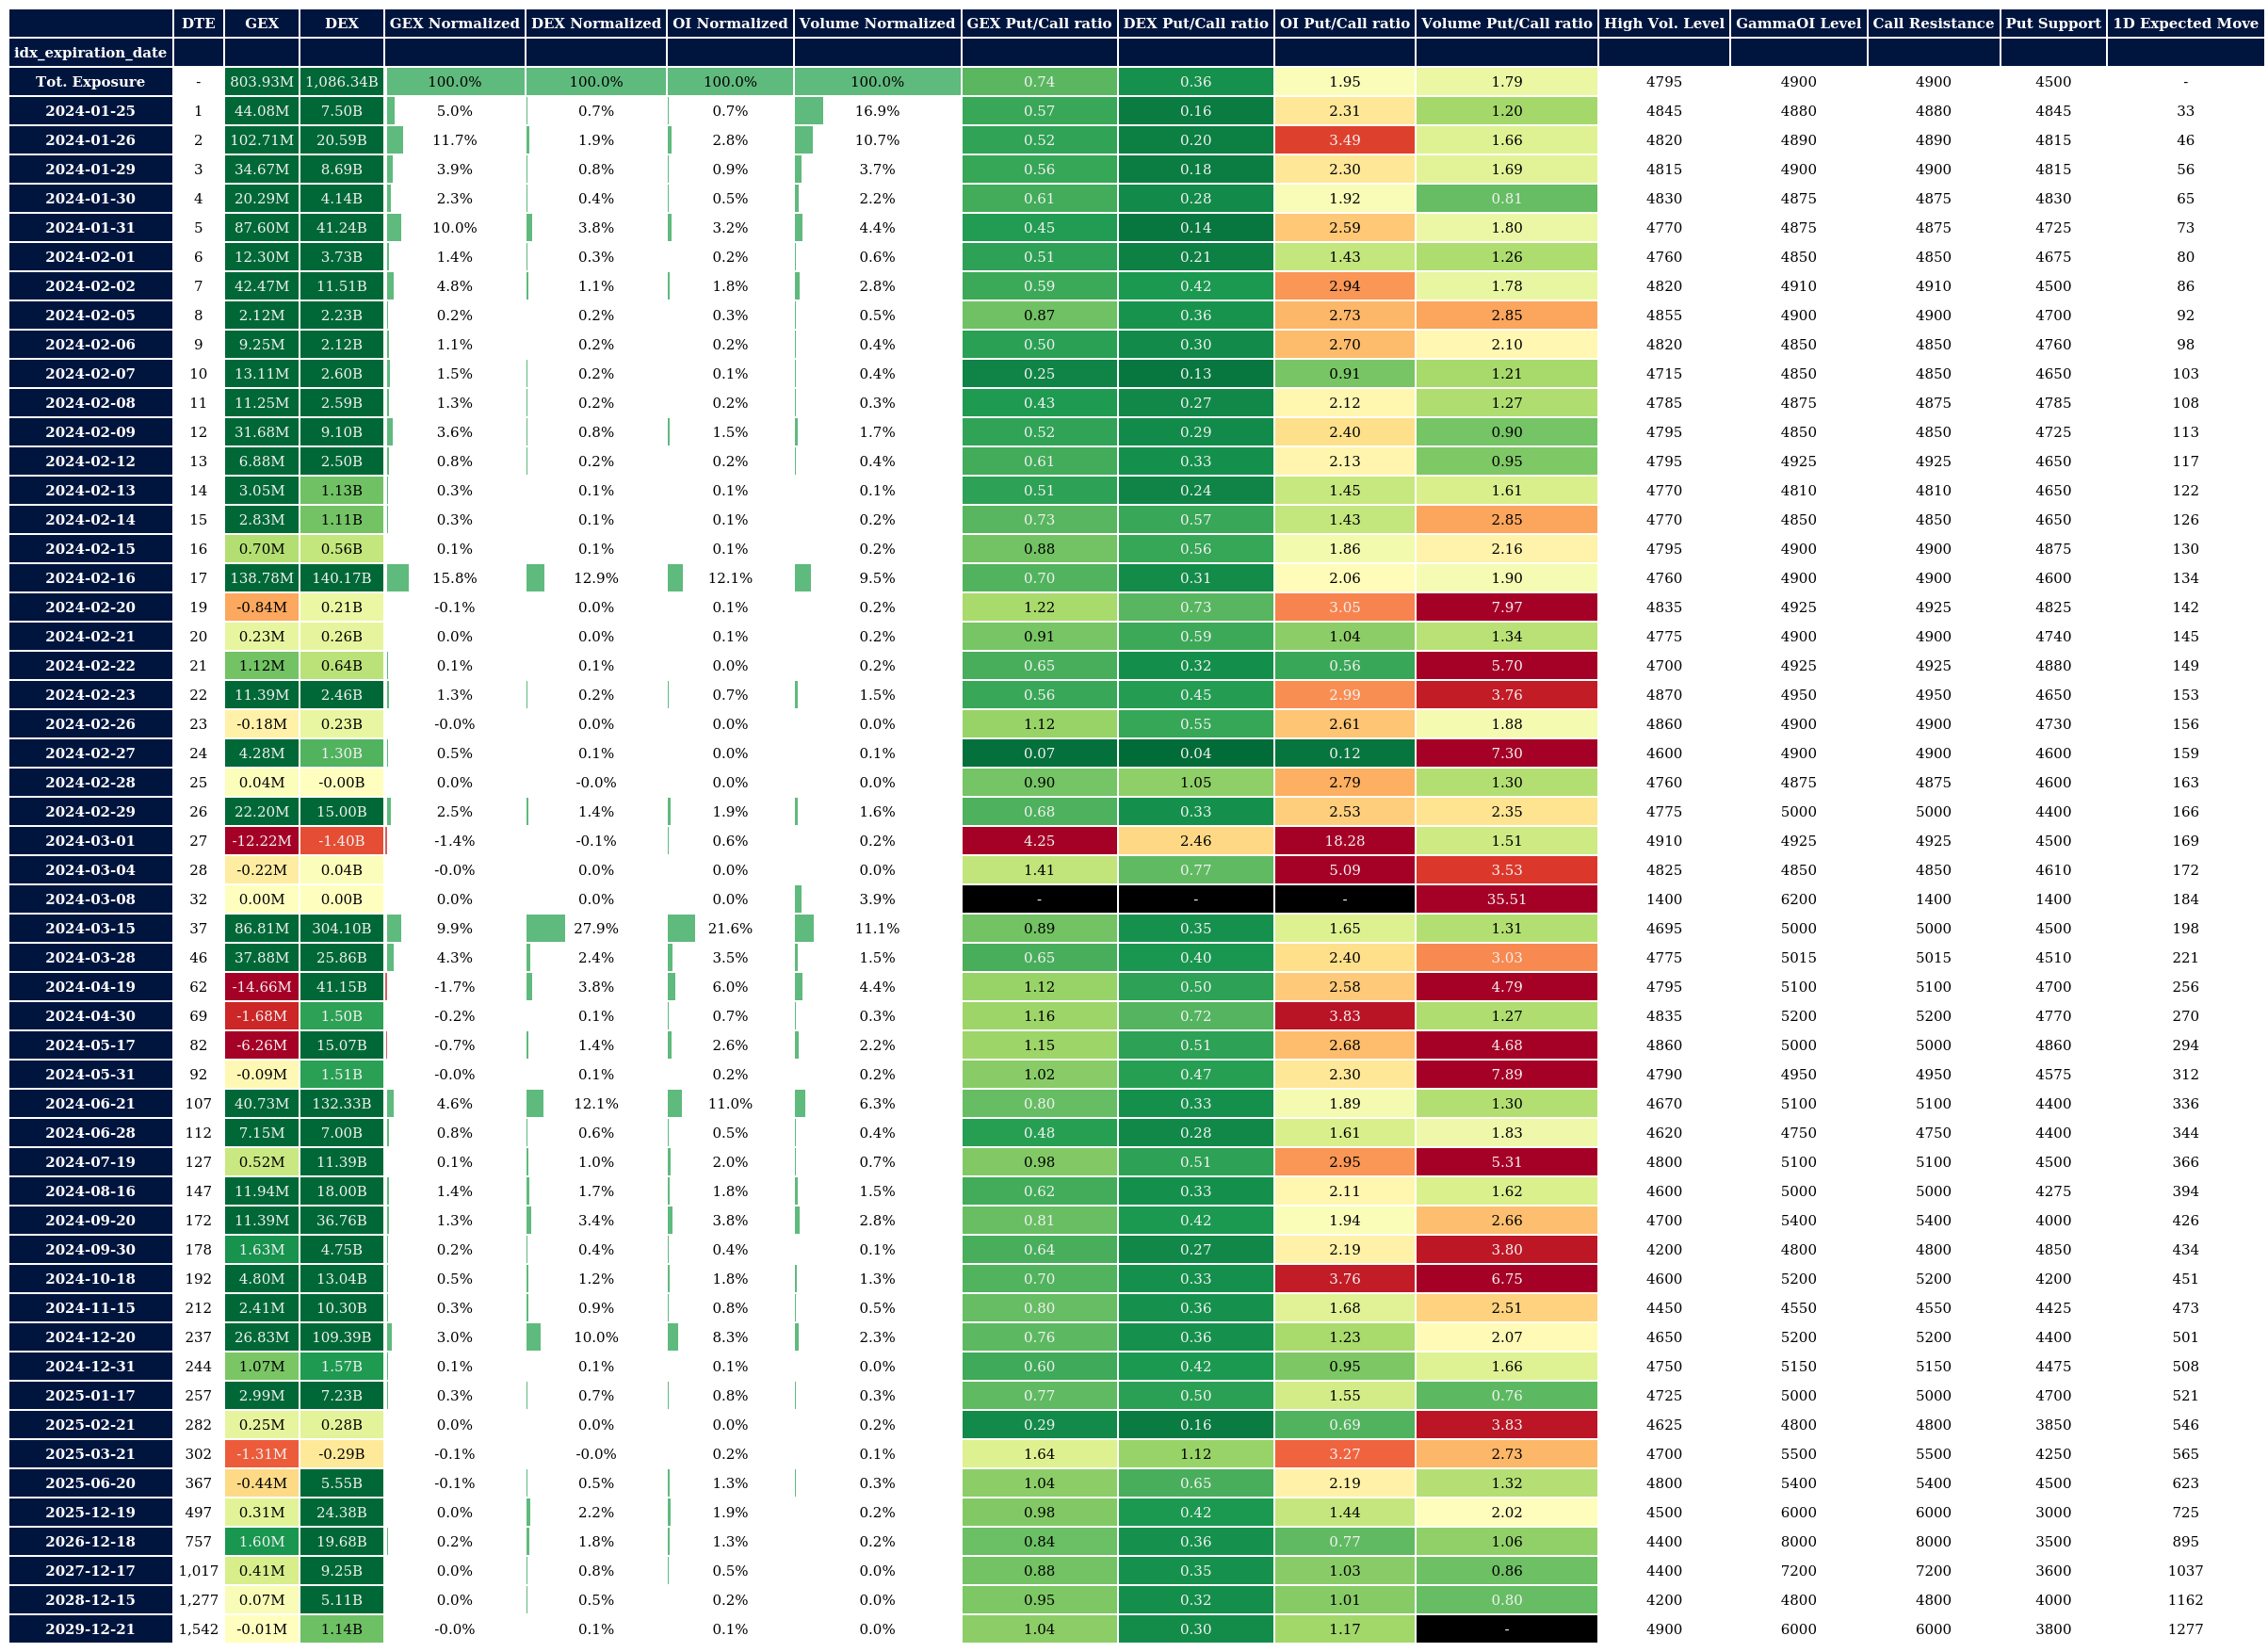 DTE GEX DEX GEX Normalized DEX Normalized OI Normalized Volume Normalized GEX Put/Call ratio DEX Put/Call ratio OI Put/Call ratio Volume Put/Call ratio High Vol. Level GammaOI Level Call Resistance Put Support 1D Expected Move
idx_expiration_date
Tot. Exposure - 803.93M 1,086.34B 100.0% 100.0% 100.0% 100.0% 0.74 0.36 1.95 1.79 4795 4900 4900 4500 -
2024-01-25 1 44.08M 7.50B 5.0% 0.7% 0.7% 16.9% 0.57 0.16 2.31 1.20 4845 4880 4880 4845 33
2024-01-26 2 102.71M 20.59B 11.7% 1.9% 2.8% 10.7% 0.52 0.20 3.49 1.66 4820 4890 4890 4815 46
2024-01-29 3 34.67M 8.69B 3.9% 0.8% 0.9% 3.7% 0.56 0.18 2.30 1.69 4815 4900 4900 4815 56
2024-01-30 4 20.29M 4.14B 2.3% 0.4% 0.5% 2.2% 0.61 0.28 1.92 0.81 4830 4875 4875 4830 65
2024-01-31 5 87.60M 41.24B 10.0% 3.8% 3.2% 4.4% 0.45 0.14 2.59 1.80 4770 4875 4875 4725 73
2024-02-01 6 12.30M 3.73B 1.4% 0.3% 0.2% 0.6% 0.51 0.21 1.43 1.26 4760 4850 4850 4675 80
2024-02-02 7 42.47M 11.51B 4.8% 1.1% 1.8% 2.8% 0.59 0.42 2.94 1.78 4820 4910 4910 4500 86
2024-02-05 8 2.12M 2.23B 0.2% 0.2% 0.3% 0.5% 0.87 0.36 2.73 2.85 4855 4900 4900 4700 92
2024-02-06 9 9.25M 2.12B 1.1% 0.2% 0.2% 0.4% 0.50 0.30 2.70 2.10 4820 4850 4850 4760 98
2024-02-07 10 13.11M 2.60B 1.5% 0.2% 0.1% 0.4% 0.25 0.13 0.91 1.21 4715 4850 4850 4650 103
2024-02-08 11 11.25M 2.59B 1.3% 0.2% 0.2% 0.3% 0.43 0.27 2.12 1.27 4785 4875 4875 4785 108
2024-02-09 12 31.68M 9.10B 3.6% 0.8% 1.5% 1.7% 0.52 0.29 2.40 0.90 4795 4850 4850 4725 113
2024-02-12 13 6.88M 2.50B 0.8% 0.2% 0.2% 0.4% 0.61 0.33 2.13 0.95 4795 4925 4925 4650 117
2024-02-13 14 3.05M 1.13B 0.3% 0.1% 0.1% 0.1% 0.51 0.24 1.45 1.61 4770 4810 4810 4650 122
2024-02-14 15 2.83M 1.11B 0.3% 0.1% 0.1% 0.2% 0.73 0.57 1.43 2.85 4770 4850 4850 4650 126
2024-02-15 16 0.70M 0.56B 0.1% 0.1% 0.1% 0.2% 0.88 0.56 1.86 2.16 4795 4900 4900 4875 130
2024-02-16 17 138.78M 140.17B 15.8% 12.9% 12.1% 9.5% 0.70 0.31 2.06 1.90 4760 4900 4900 4600 134
2024-02-20 19 -0.84M 0.21B -0.1% 0.0% 0.1% 0.2% 1.22 0.73 3.05 7.97 4835 4925 4925 4825 142
2024-02-21 20 0.23M 0.26B 0.0% 0.0% 0.1% 0.2% 0.91 0.59 1.04 1.34 4775 4900 4900 4740 145
2024-02-22 21 1.12M 0.64B 0.1% 0.1% 0.0% 0.2% 0.65 0.32 0.56 5.70 4700 4925 4925 4880 149
2024-02-23 22 11.39M 2.46B 1.3% 0.2% 0.7% 1.5% 0.56 0.45 2.99 3.76 4870 4950 4950 4650 153
2024-02-26 23 -0.18M 0.23B -0.0% 0.0% 0.0% 0.0% 1.12 0.55 2.61 1.88 4860 4900 4900 4730 156
2024-02-27 24 4.28M 1.30B 0.5% 0.1% 0.0% 0.1% 0.07 0.04 0.12 7.30 4600 4900 4900 4600 159
2024-02-28 25 0.04M -0.00B 0.0% -0.0% 0.0% 0.0% 0.90 1.05 2.79 1.30 4760 4875 4875 4600 163
2024-02-29 26 22.20M 15.00B 2.5% 1.4% 1.9% 1.6% 0.68 0.33 2.53 2.35 4775 5000 5000 4400 166
2024-03-01 27 -12.22M -1.40B -1.4% -0.1% 0.6% 0.2% 4.25 2.46 18.28 1.51 4910 4925 4925 4500 169
2024-03-04 28 -0.22M 0.04B -0.0% 0.0% 0.0% 0.0% 1.41 0.77 5.09 3.53 4825 4850 4850 4610 172
2024-03-08 32 0.00M 0.00B 0.0% 0.0% 0.0% 3.9% - - - 35.51 1400 6200 1400 1400 184
2024-03-15 37 86.81M 304.10B 9.9% 27.9% 21.6% 11.1% 0.89 0.35 1.65 1.31 4695 5000 5000 4500 198
2024-03-28 46 37.88M 25.86B 4.3% 2.4% 3.5% 1.5% 0.65 0.40 2.40 3.03 4775 5015 5015 4510 221
2024-04-19 62 -14.66M 41.15B -1.7% 3.8% 6.0% 4.4% 1.12 0.50 2.58 4.79 4795 5100 5100 4700 256
2024-04-30 69 -1.68M 1.50B -0.2% 0.1% 0.7% 0.3% 1.16 0.72 3.83 1.27 4835 5200 5200 4770 270
2024-05-17 82 -6.26M 15.07B -0.7% 1.4% 2.6% 2.2% 1.15 0.51 2.68 4.68 4860 5000 5000 4860 294
2024-05-31 92 -0.09M 1.51B -0.0% 0.1% 0.2% 0.2% 1.02 0.47 2.30 7.89 4790 4950 4950 4575 312
2024-06-21 107 40.73M 132.33B 4.6% 12.1% 11.0% 6.3% 0.80 0.33 1.89 1.30 4670 5100 5100 4400 336
2024-06-28 112 7.15M 7.00B 0.8% 0.6% 0.5% 0.4% 0.48 0.28 1.61 1.83 4620 4750 4750 4400 344
2024-07-19 127 0.52M 11.39B 0.1% 1.0% 2.0% 0.7% 0.98 0.51 2.95 5.31 4800 5100 5100 4500 366
2024-08-16 147 11.94M 18.00B 1.4% 1.7% 1.8% 1.5% 0.62 0.33 2.11 1.62 4600 5000 5000 4275 394
2024-09-20 172 11.39M 36.76B 1.3% 3.4% 3.8% 2.8% 0.81 0.42 1.94 2.66 4700 5400 5400 4000 426
2024-09-30 178 1.63M 4.75B 0.2% 0.4% 0.4% 0.1% 0.64 0.27 2.19 3.80 4200 4800 4800 4850 434
2024-10-18 192 4.80M 13.04B 0.5% 1.2% 1.8% 1.3% 0.70 0.33 3.76 6.75 4600 5200 5200 4200 451
2024-11-15 212 2.41M 10.30B 0.3% 0.9% 0.8% 0.5% 0.80 0.36 1.68 2.51 4450 4550 4550 4425 473
2024-12-20 237 26.83M 109.39B 3.0% 10.0% 8.3% 2.3% 0.76 0.36 1.23 2.07 4650 5200 5200 4400 501
2024-12-31 244 1.07M 1.57B 0.1% 0.1% 0.1% 0.0% 0.60 0.42 0.95 1.66 4750 5150 5150 4475 508
2025-01-17 257 2.99M 7.23B 0.3% 0.7% 0.8% 0.3% 0.77 0.50 1.55 0.76 4725 5000 5000 4700 521
2025-02-21 282 0.25M 0.28B 0.0% 0.0% 0.0% 0.2% 0.29 0.16 0.69 3.83 4625 4800 4800 3850 546
2025-03-21 302 -1.31M -0.29B -0.1% -0.0% 0.2% 0.1% 1.64 1.12 3.27 2.73 4700 5500 5500 4250 565
2025-06-20 367 -0.44M 5.55B -0.1% 0.5% 1.3% 0.3% 1.04 0.65 2.19 1.32 4800 5400 5400 4500 623
2025-12-19 497 0.31M 24.38B 0.0% 2.2% 1.9% 0.2% 0.98 0.42 1.44 2.02 4500 6000 6000 3000 725
2026-12-18 757 1.60M 19.68B 0.2% 1.8% 1.3% 0.2% 0.84 0.36 0.77 1.06 4400 8000 8000 3500 895
2027-12-17 1,017 0.41M 9.25B 0.0% 0.8% 0.5% 0.0% 0.88 0.35 1.03 0.86 4400 7200 7200 3600 1037
2028-12-15 1,277 0.07M 5.11B 0.0% 0.5% 0.2% 0.0% 0.95 0.32 1.01 0.80 4200 4800 4800 4000 1162
2029-12-21 1,542 -0.01M 1.14B -0.0% 0.1% 0.1% 0.0% 1.04 0.30 1.17 - 4900 6000 6000 3800 1277